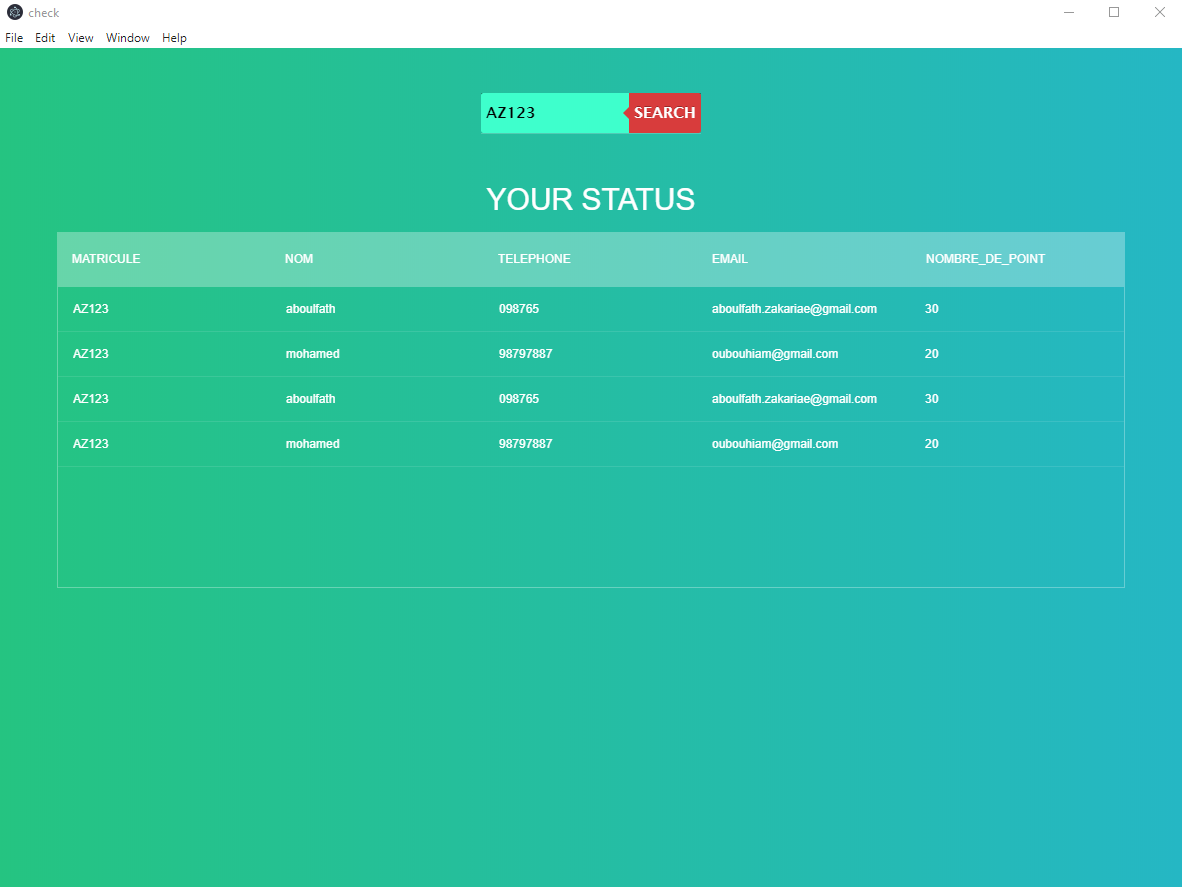 check
File Edit View Window Help
AZ123 SEARCH
YOUR STATUS
MATRICULE NOM TELEPHONE EMAIL NOMBRE_DE_POINT
AZ123 aboulfath 098765 aboulfath.zakariae@gmail.com 30
AZ123 mohamed 98797887 oubouhiam@gmail.com 20
AZ123 aboulfath 098765 aboulfath.zakariae@gmail.com 30
AZ123 mohamed 98797887 oubouhiam@gmail.com 20